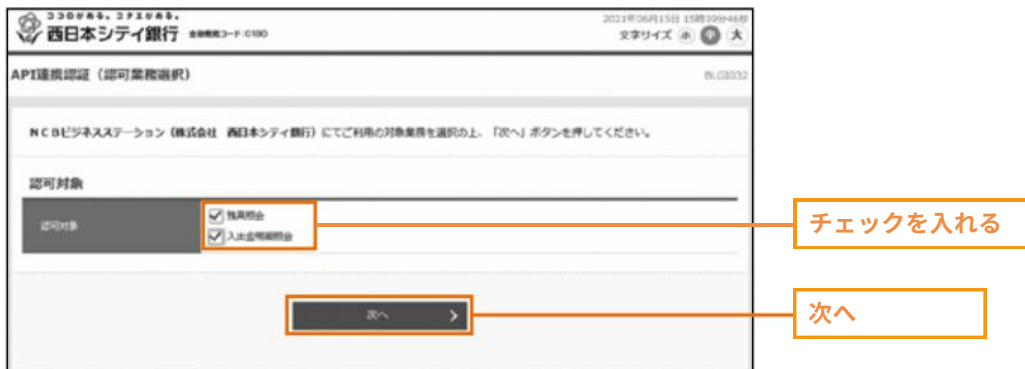 ココロがある。コタエがある。
西日本シティ銀行 金融機関コード:0190
2021年06月15日 15時39分46秒
文字サイズ 小 中 大
API連携認証（認可業務選択）
BLGI032
NCBビジネスステーション（株式会社 西日本シティ銀行）にてご利用の対象業務を選択の上、「次へ」ボタンを押してください。
認可対象
認可対象
残高照会
入出金明細照会
チェックを入れる
次へ
次へ